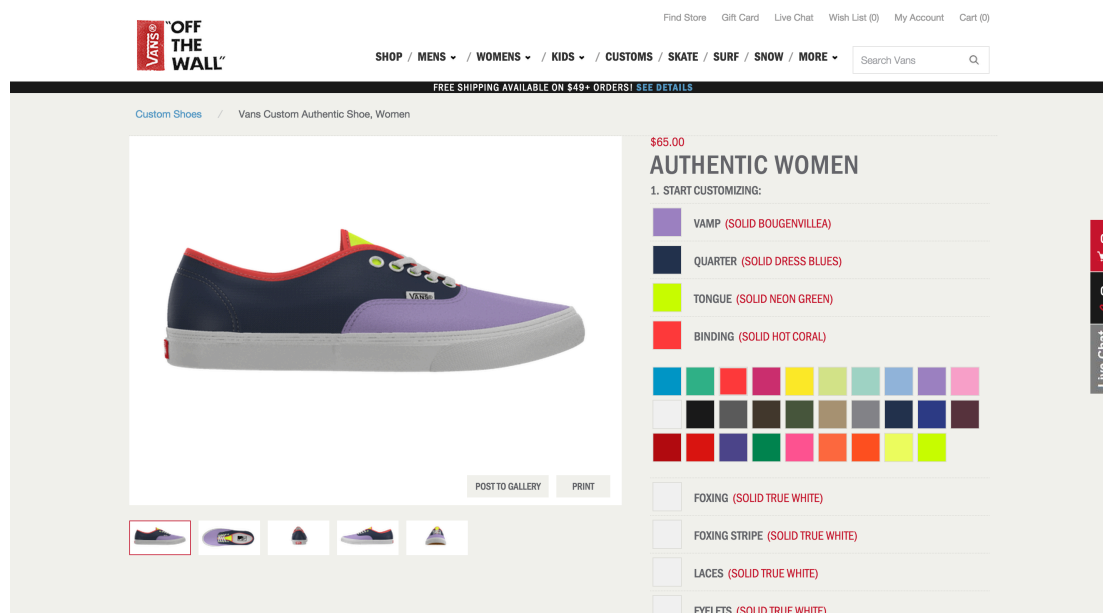 Find Store Gift Card Live Chat Wish List (0) My Account Cart (0)
VANS® "OFF
THE
WALL"
SHOP / MENS / WOMENS / KIDS / CUSTOMS / SKATE / SURF / SNOW / MORE
Search Vans
FREE SHIPPING AVAILABLE ON $49+ ORDERS! SEE DETAILS
Custom Shoes / Vans Custom Authentic Shoe, Women
$65.00
AUTHENTIC WOMEN
1. START CUSTOMIZING:
VAMP (SOLID BOUGENVILLEA)
QUARTER (SOLID DRESS BLUES)
TONGUE (SOLID NEON GREEN)
BINDING (SOLID HOT CORAL)
VANS®
POST TO GALLERY PRINT
FOXING (SOLID TRUE WHITE)
FOXING STRIPE (SOLID TRUE WHITE)
LACES (SOLID TRUE WHITE)
EYELETS (SOLID TRUE WHITE)
Live Chat